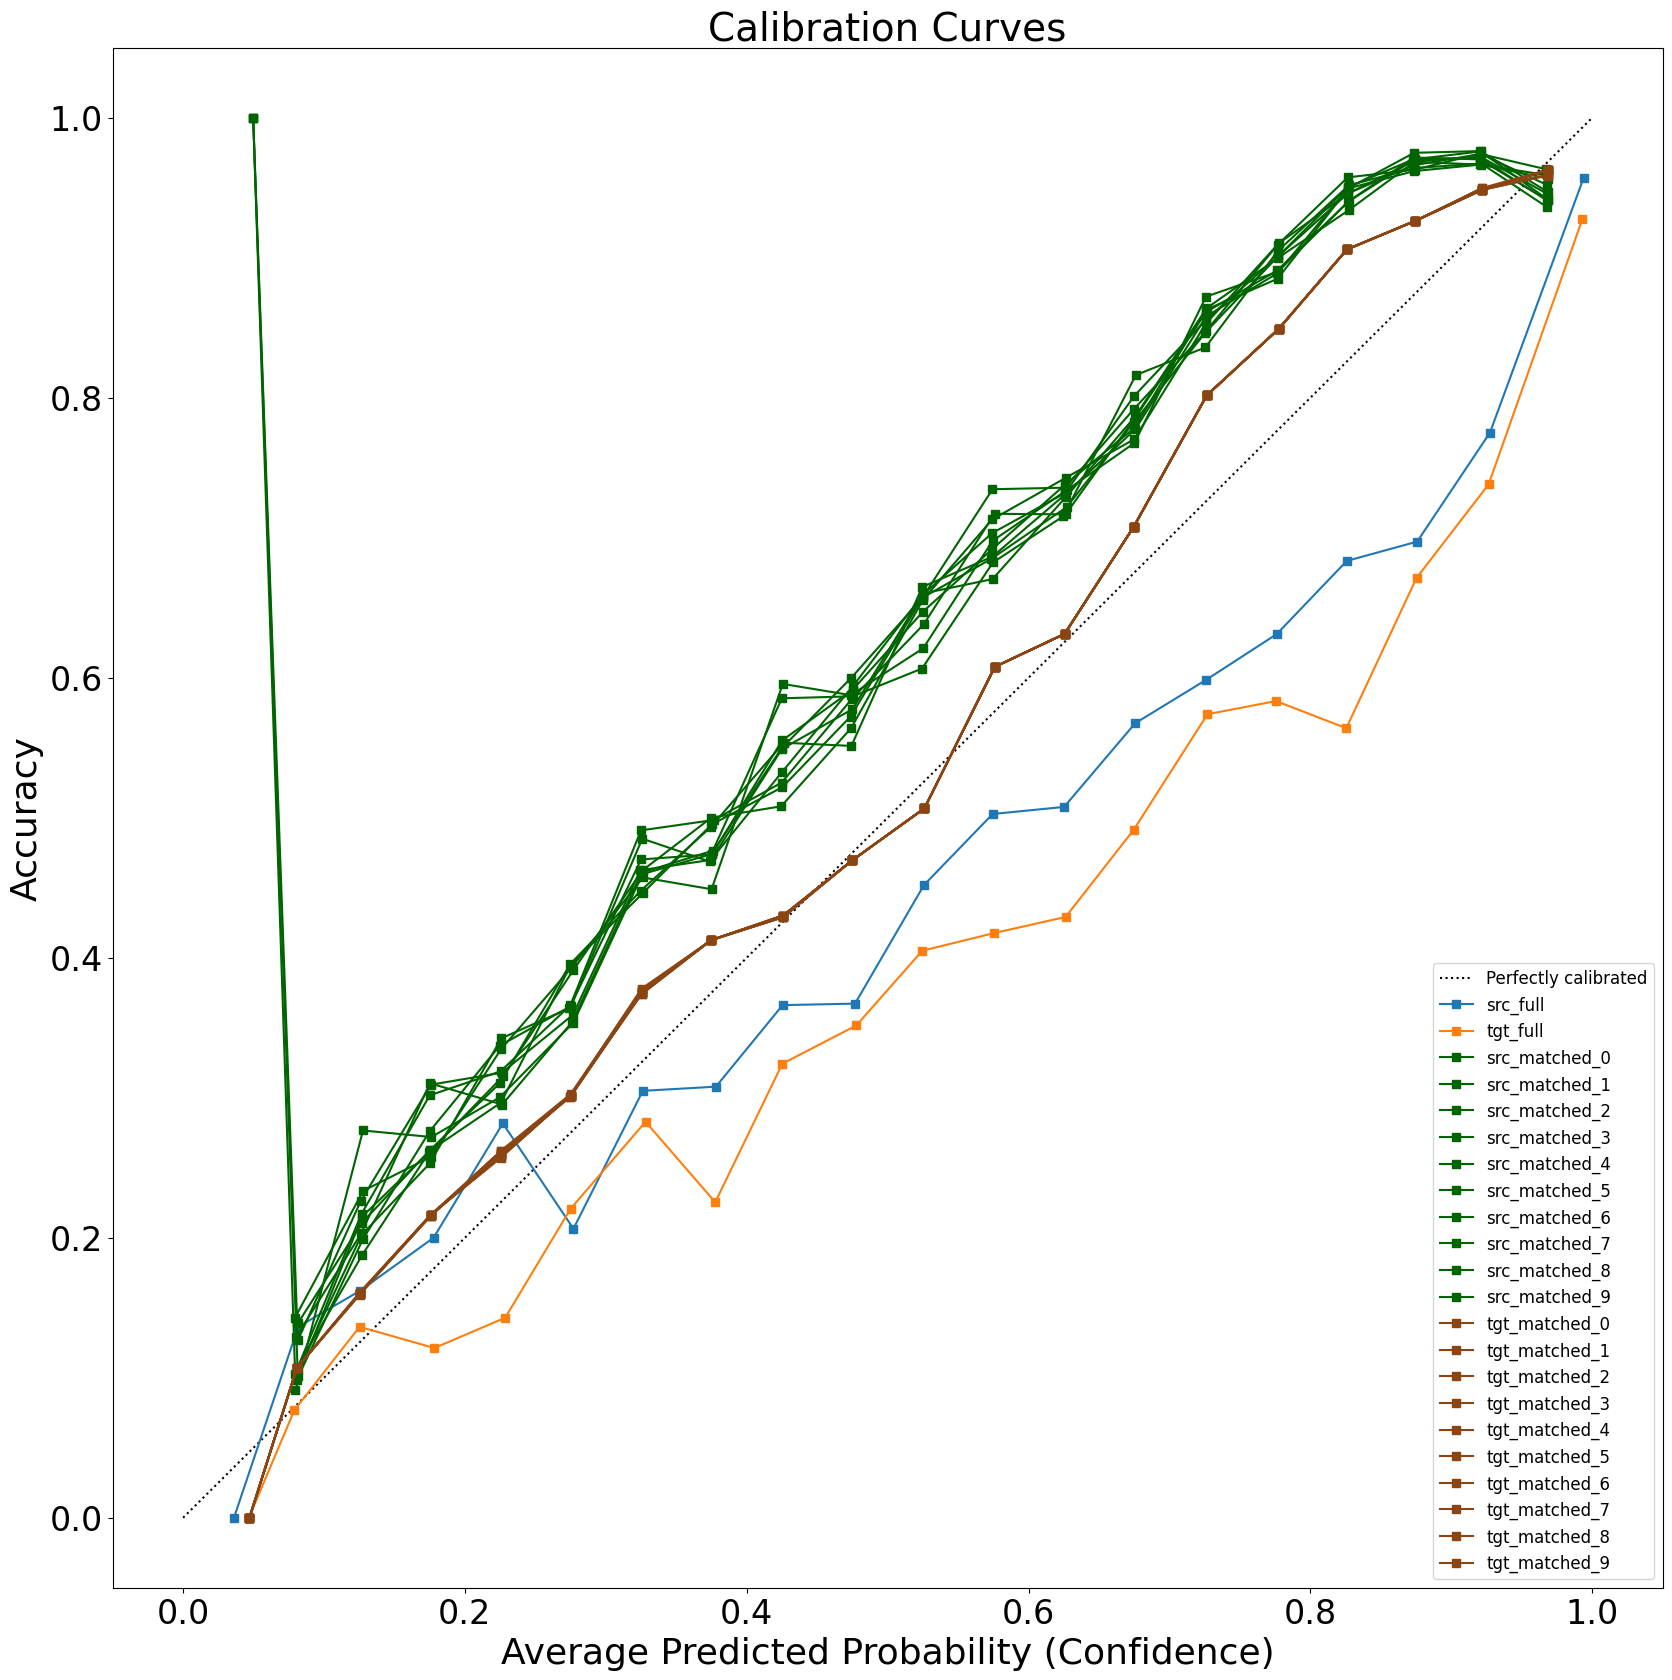 Calibration Curves
1.0
0.8
0.6
0.4
0.2
0.0
Accuracy
0.0 0.2 0.4 0.6 0.8 1.0
Average Predicted Probability (Confidence)
Perfectly calibrated
src_full
tgt_full
src_matched_0
src_matched_1
src_matched_2
src_matched_3
src_matched_4
src_matched_5
src_matched_6
src_matched_7
src_matched_8
src_matched_9
tgt_matched_0
tgt_matched_1
tgt_matched_2
tgt_matched_3
tgt_matched_4
tgt_matched_5
tgt_matched_6
tgt_matched_7
tgt_matched_8
tgt_matched_9